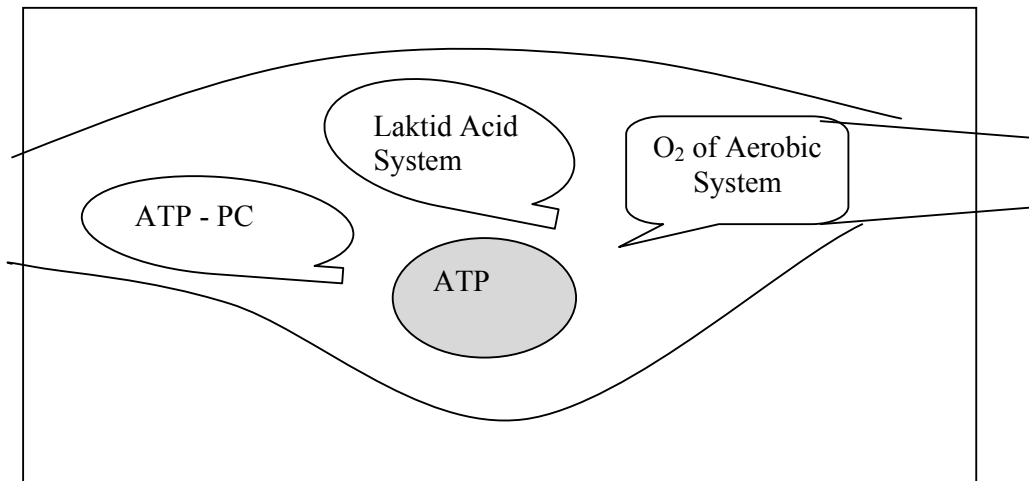 Laktid Acid
System
O₂ of Aerobic
System
ATP - PC
ATP